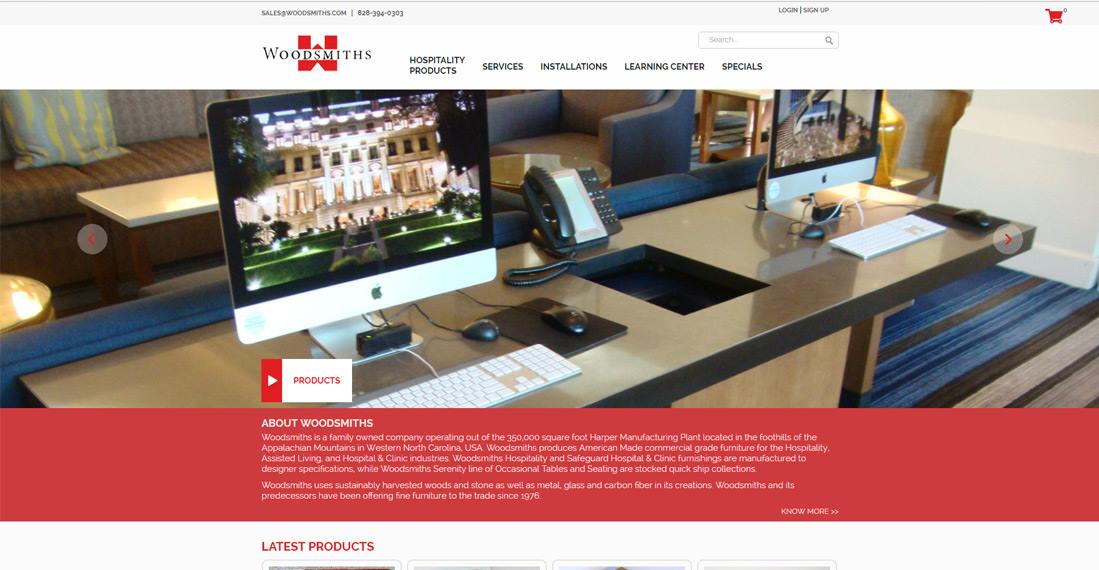 SALES@WOODSMITHS.COM | 828-394-0303
LOGIN | SIGN UP
0
Search...
WOODSMITHS
HOSPITALITY
PRODUCTS
SERVICES
INSTALLATIONS
LEARNING CENTER
SPECIALS
PRODUCTS
ABOUT WOODSMITHS
Woodsmiths is a family owned company operating out of the 350,000 square foot Harper Manufacturing Plant located in the foothills of the
Appalachian Mountains in Western North Carolina, USA. Woodsmiths produces American Made commercial grade furniture for the Hospitality,
Assisted Living, and Hospital & Clinic industries. Woodsmiths Hospitality and Safeguard Hospital & Clinic furnishings are manufactured to
designer specifications, while Woodsmiths Serenity line of Occasional Tables and Seating are stocked quick ship collections.
Woodsmiths uses sustainably harvested woods and stone as well as metal, glass and carbon fiber in its creations. Woodsmiths and its
predecessors have been offering fine furniture to the trade since 1976.
KNOW MORE >>
LATEST PRODUCTS